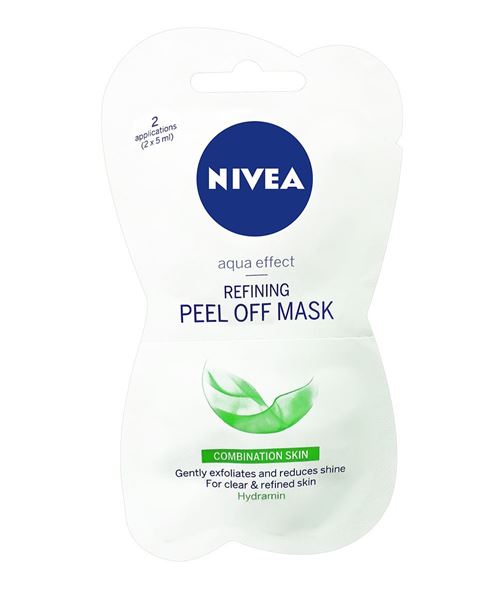 2
applications
(2 x 5 ml)
NIVEA
aqua effect
REFINING
PEEL OFF MASK
COMBINATION SKIN
Gently exfoliates and reduces shine
For clear & refined skin
Hydramin